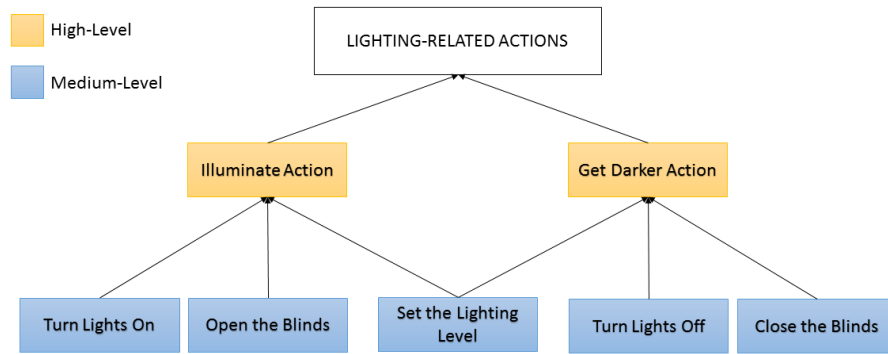 High-Level
LIGHTING-RELATED ACTIONS
Medium-Level
Illuminate Action
Get Darker Action
Turn Lights On
Open the Blinds
Set the Lighting
Level
Turn Lights Off
Close the Blinds